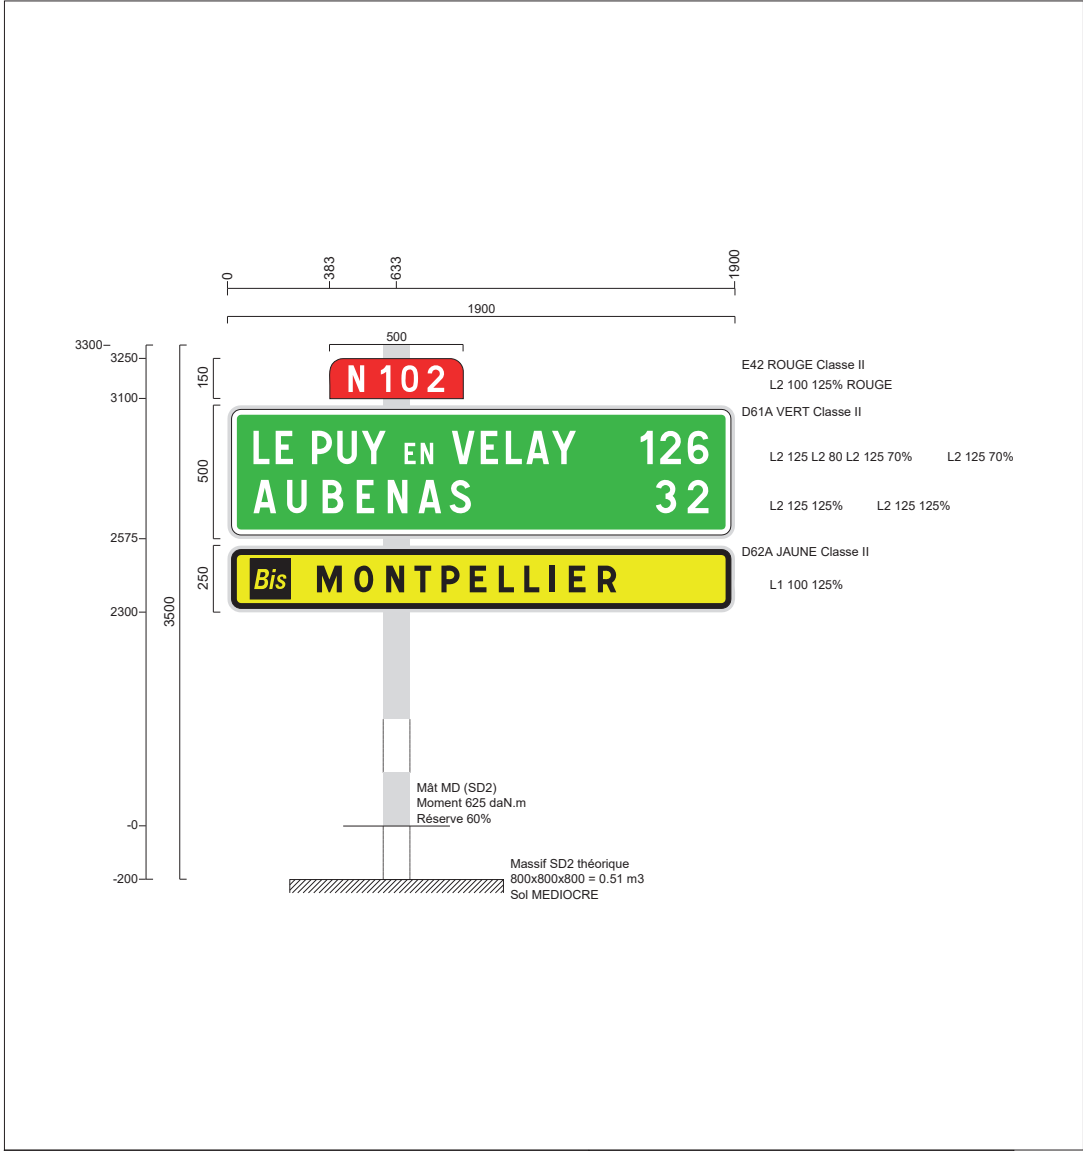 0 383 633 1900
1900
500
3300
3250
3100
2575
2300
-0
-200
3500
150
500
250
N 102
LE PUY EN VELAY 126
AUBENAS 32
Bis MONTPELLIER
E42 ROUGE Classe II
L2 100 125% ROUGE
D61A VERT Classe II
L2 125 L2 80 L2 125 70% L2 125 70%
L2 125 125% L2 125 125%
D62A JAUNE Classe II
L1 100 125%
Mât MD (SD2)
Moment 625 daN.m
Réserve 60%
Massif SD2 théorique
800x800x800 = 0.51 m3
Sol MEDIOCRE